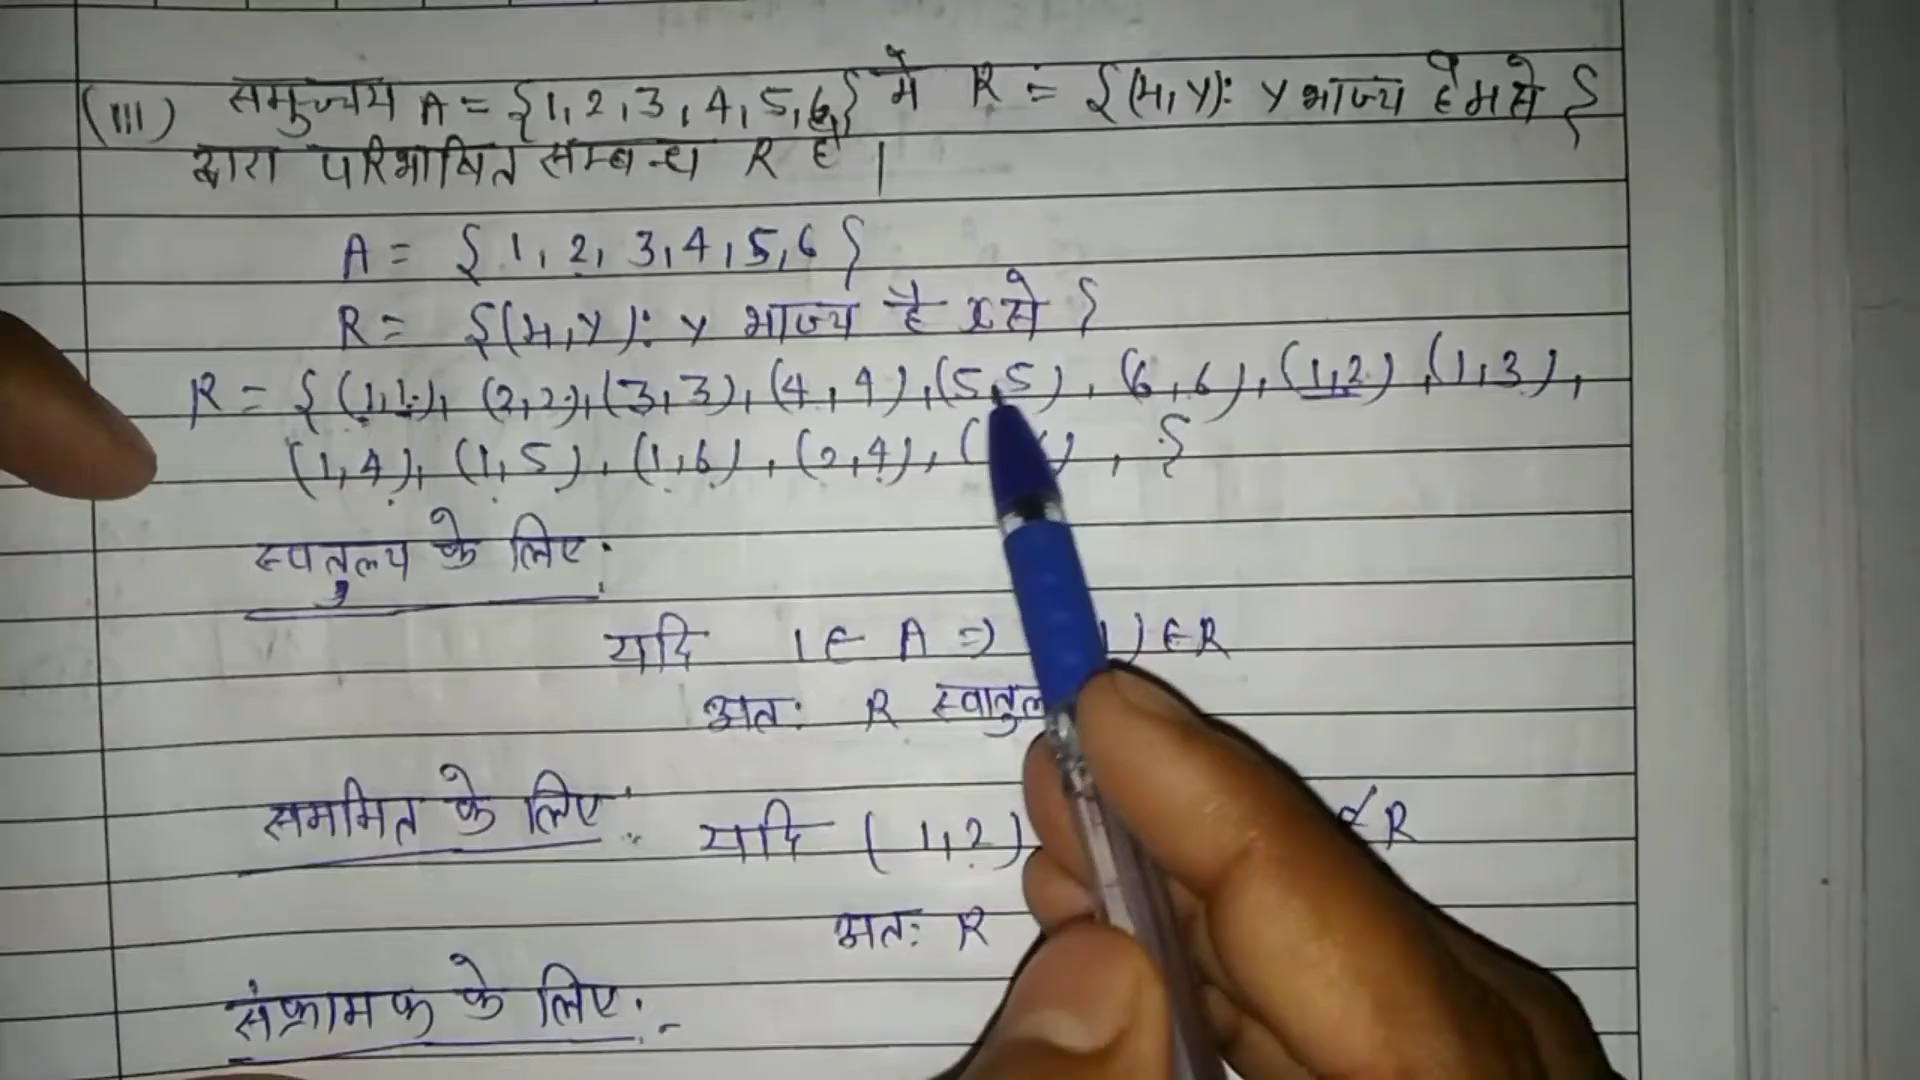 (III) समुच्चय A = {1, 2, 3, 4, 5, 6} मे R = {(x, y): y भाज्य है x से }
द्वारा परिभाषित सम्बन्ध R है ।
A = { 1, 2, 3, 4, 5, 6 }
R = {(x, y): y भाज्य है x से }
R = { (1,1), (2,2), (3,3), (4,4), (5,5), (6,6), (1,2), (1,3),
(1,4), (1,5), (1,6), (2,4), ( ), }
स्वतुल्य के लिए:
यदि 1 ∈ A ⇒ 1) ∈ R
अतः R स्वातुल
सममित के लिए: यदि (1,2) ∉ R
अतः R
संक्रामक के लिए:-